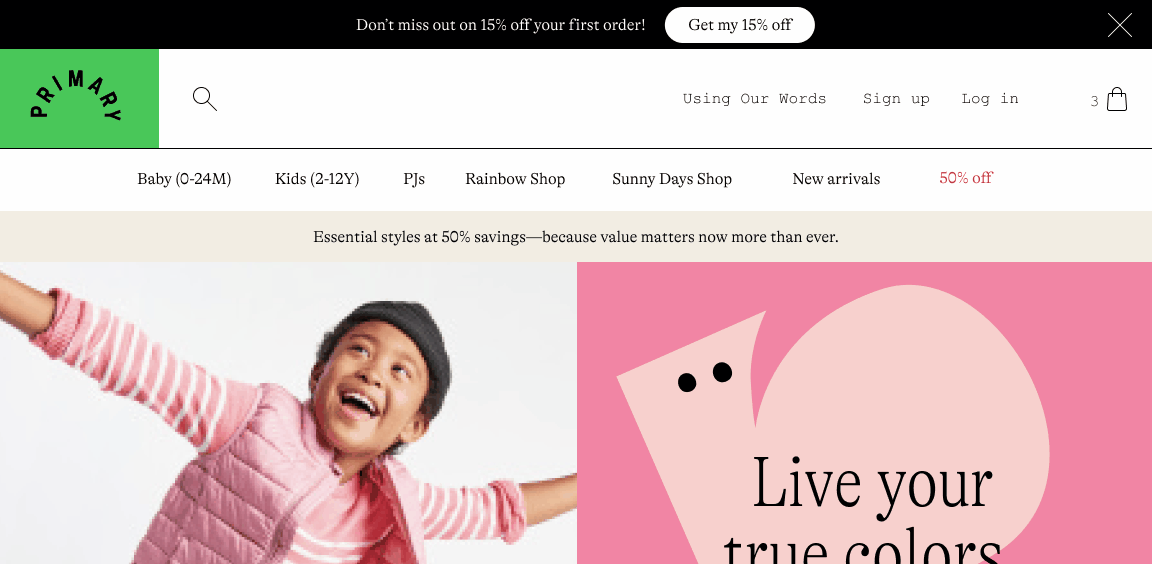 Don't miss out on 15% off your first order!
Get my 15% off
PRIMARY
Using Our Words
Sign up
Log in
3
Baby (0-24M)
Kids (2-12Y)
PJs
Rainbow Shop
Sunny Days Shop
New arrivals
50% off
Essential styles at 50% savings—because value matters now more than ever.
Live your
true colors